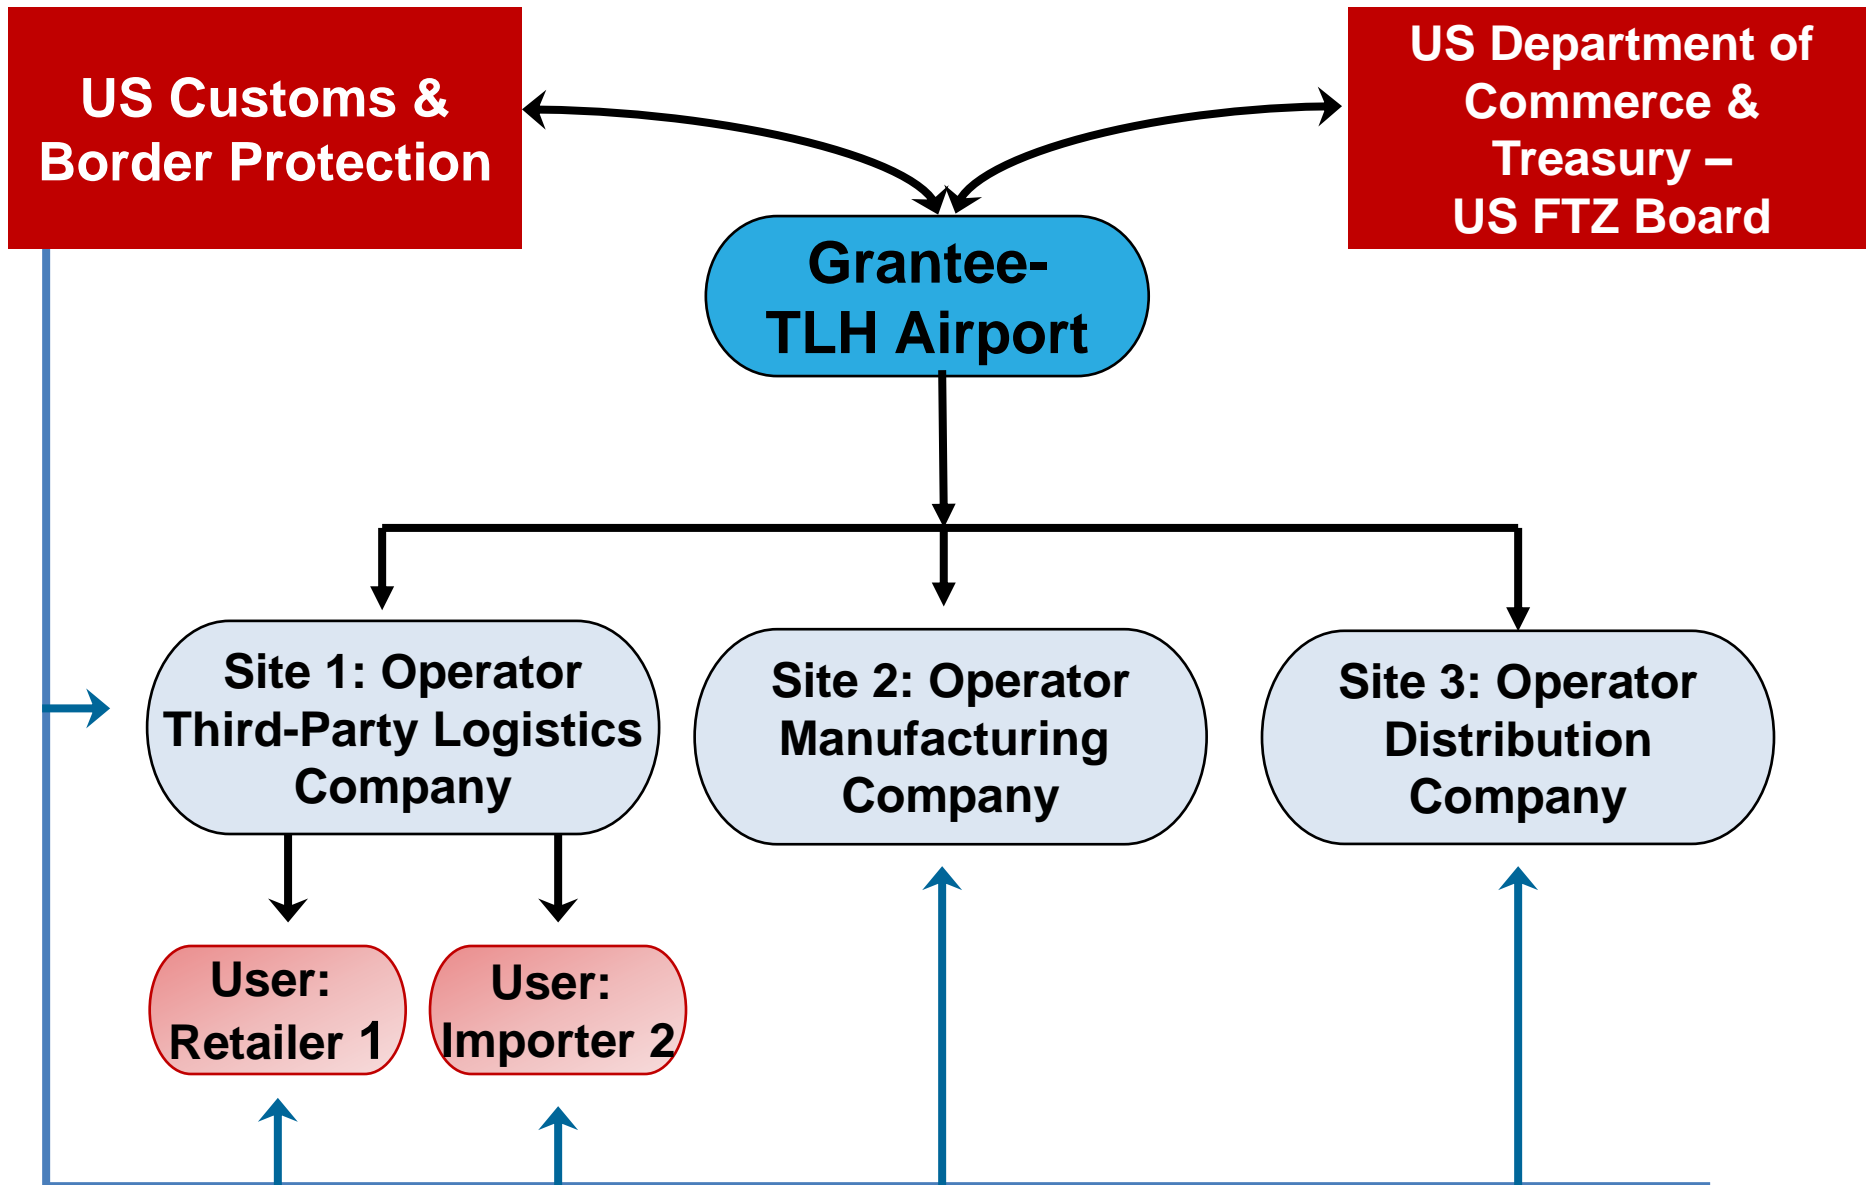 US Customs &
Border Protection
US Department of
Commerce &
Treasury –
US FTZ Board
Grantee-
TLH Airport
Site 1: Operator
Third-Party Logistics
Company
Site 2: Operator
Manufacturing
Company
Site 3: Operator
Distribution
Company
User:
Retailer 1
User:
Importer 2